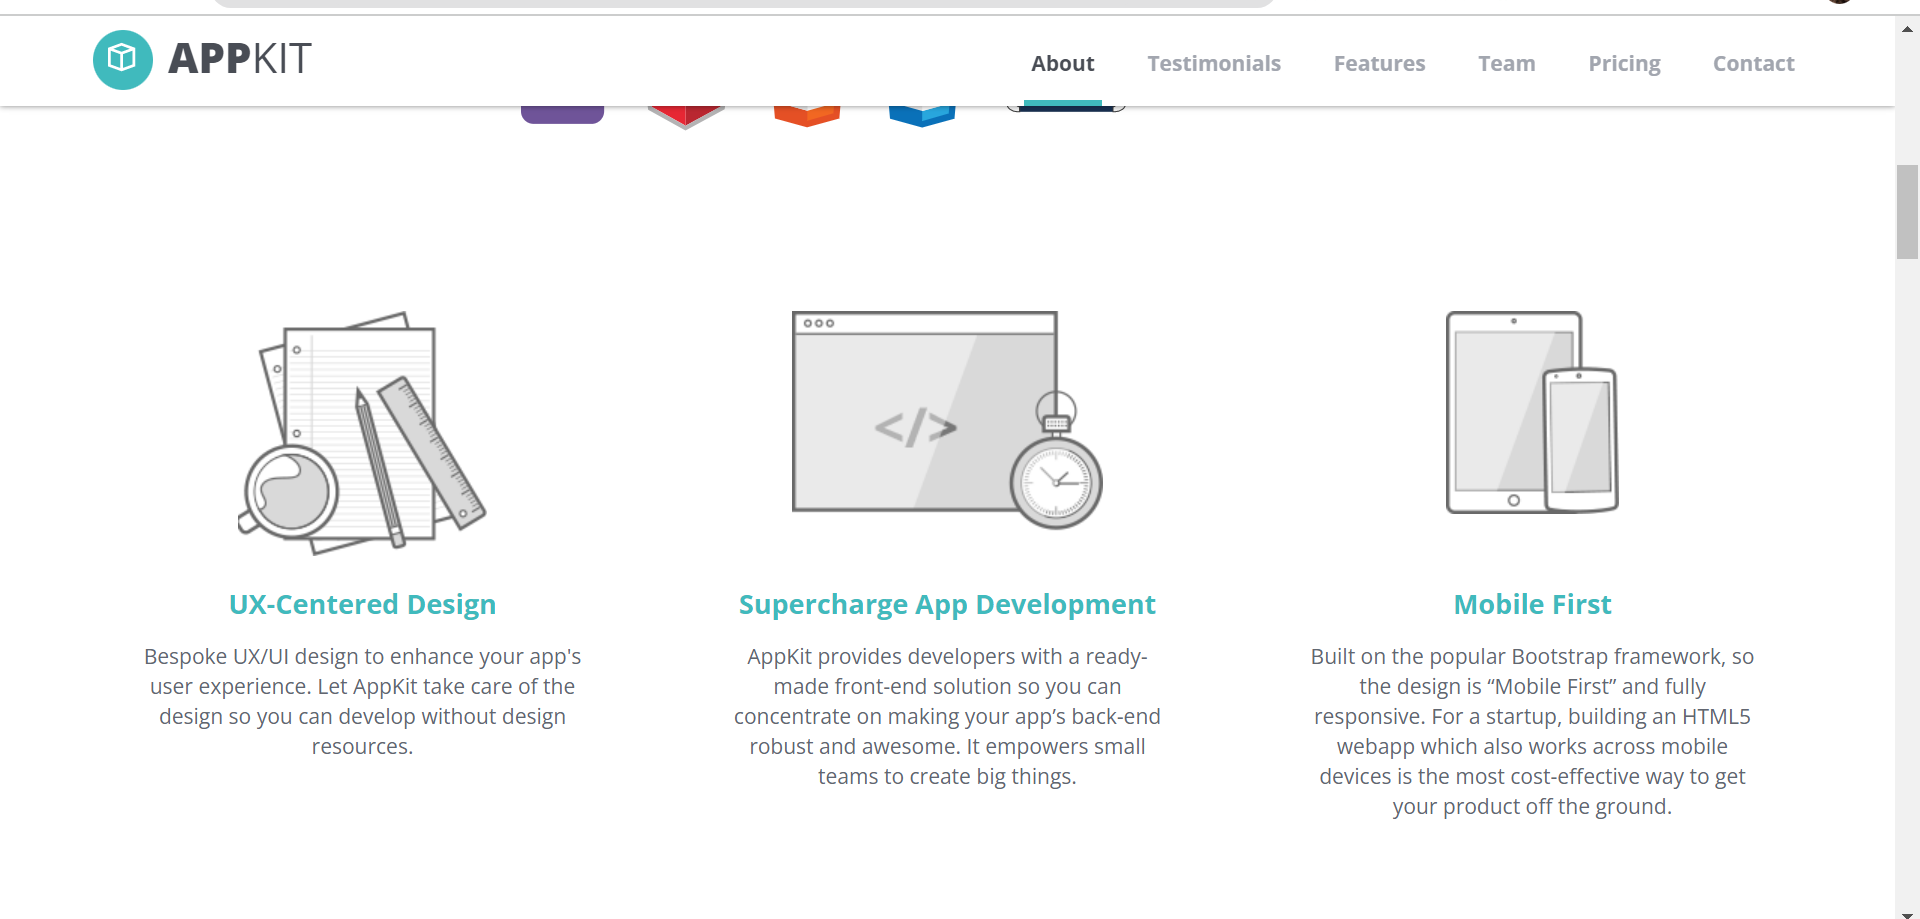 APPKIT
About Testimonials Features Team Pricing Contact
</>
UX-Centered Design
Bespoke UX/UI design to enhance your app's
user experience. Let AppKit take care of the
design so you can develop without design
resources.
Supercharge App Development
AppKit provides developers with a ready-
made front-end solution so you can
concentrate on making your app’s back-end
robust and awesome. It empowers small
teams to create big things.
Mobile First
Built on the popular Bootstrap framework, so
the design is “Mobile First” and fully
responsive. For a startup, building an HTML5
webapp which also works across mobile
devices is the most cost-effective way to get
your product off the ground.